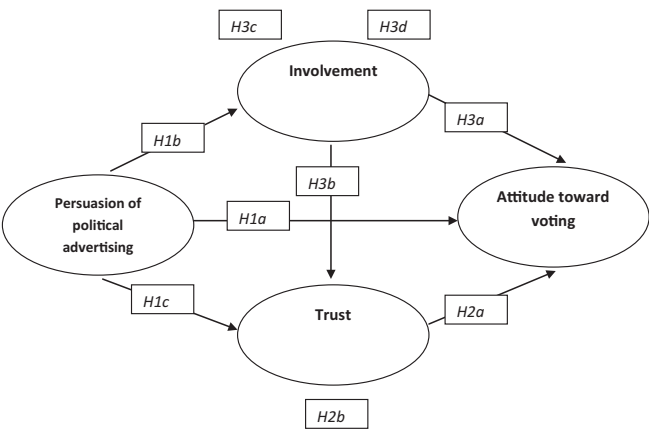 H3c
H3d
Involvement
H3a
H1b
H3b
Persuasion of
political
advertising
H1a
Attitude toward
voting
H1c
Trust
H2a
H2b